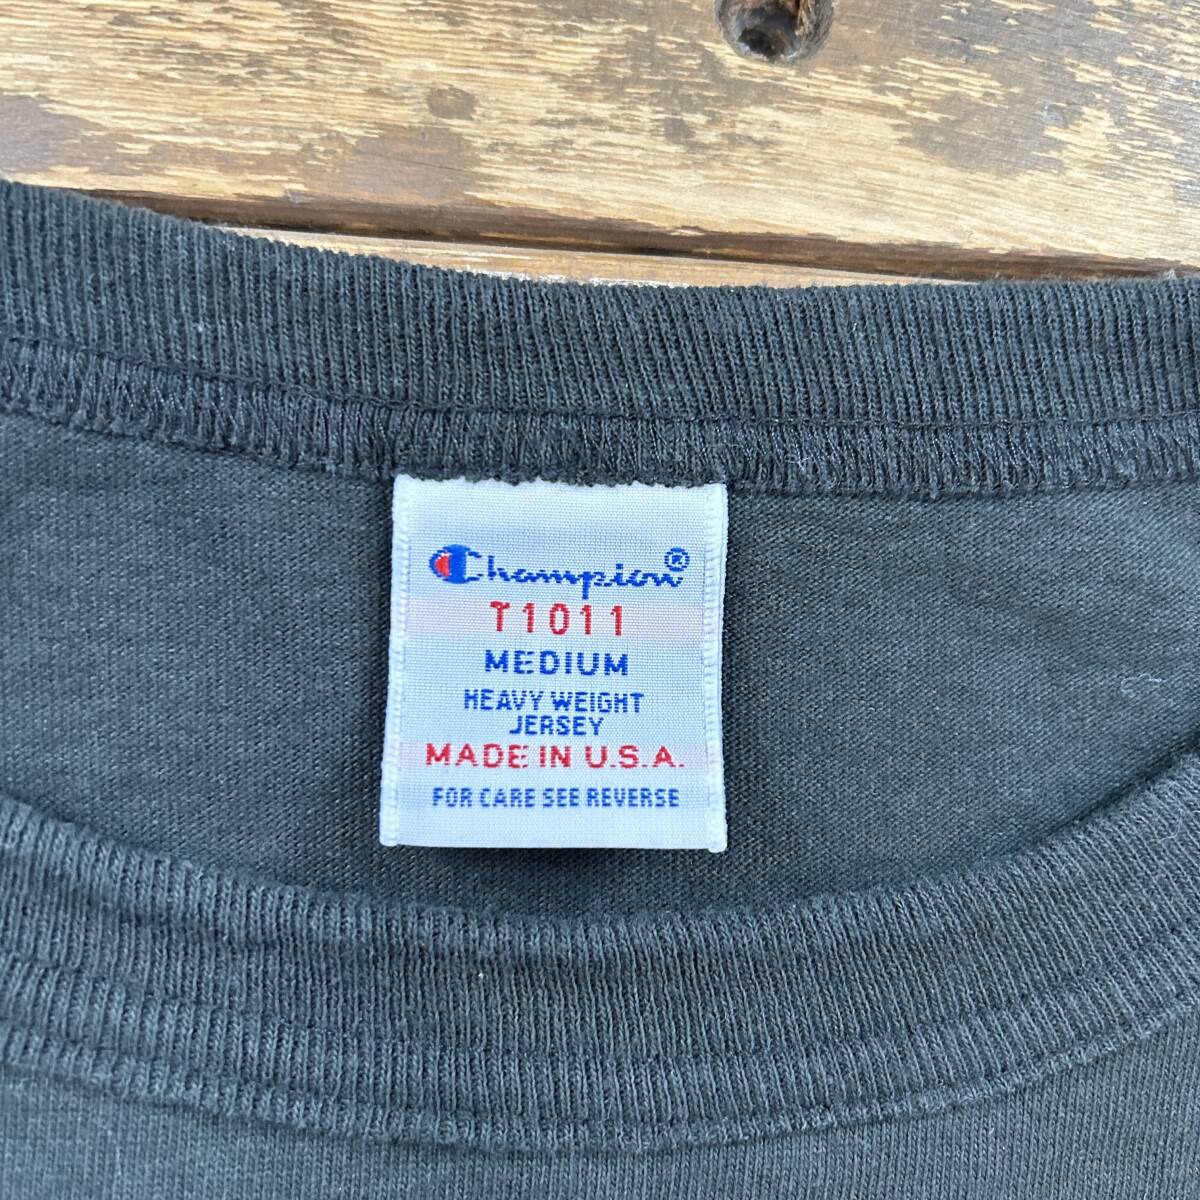 Champion®
T1011
MEDIUM
HEAVY WEIGHT
JERSEY
MADE IN U.S.A.
FOR CARE SEE REVERSE